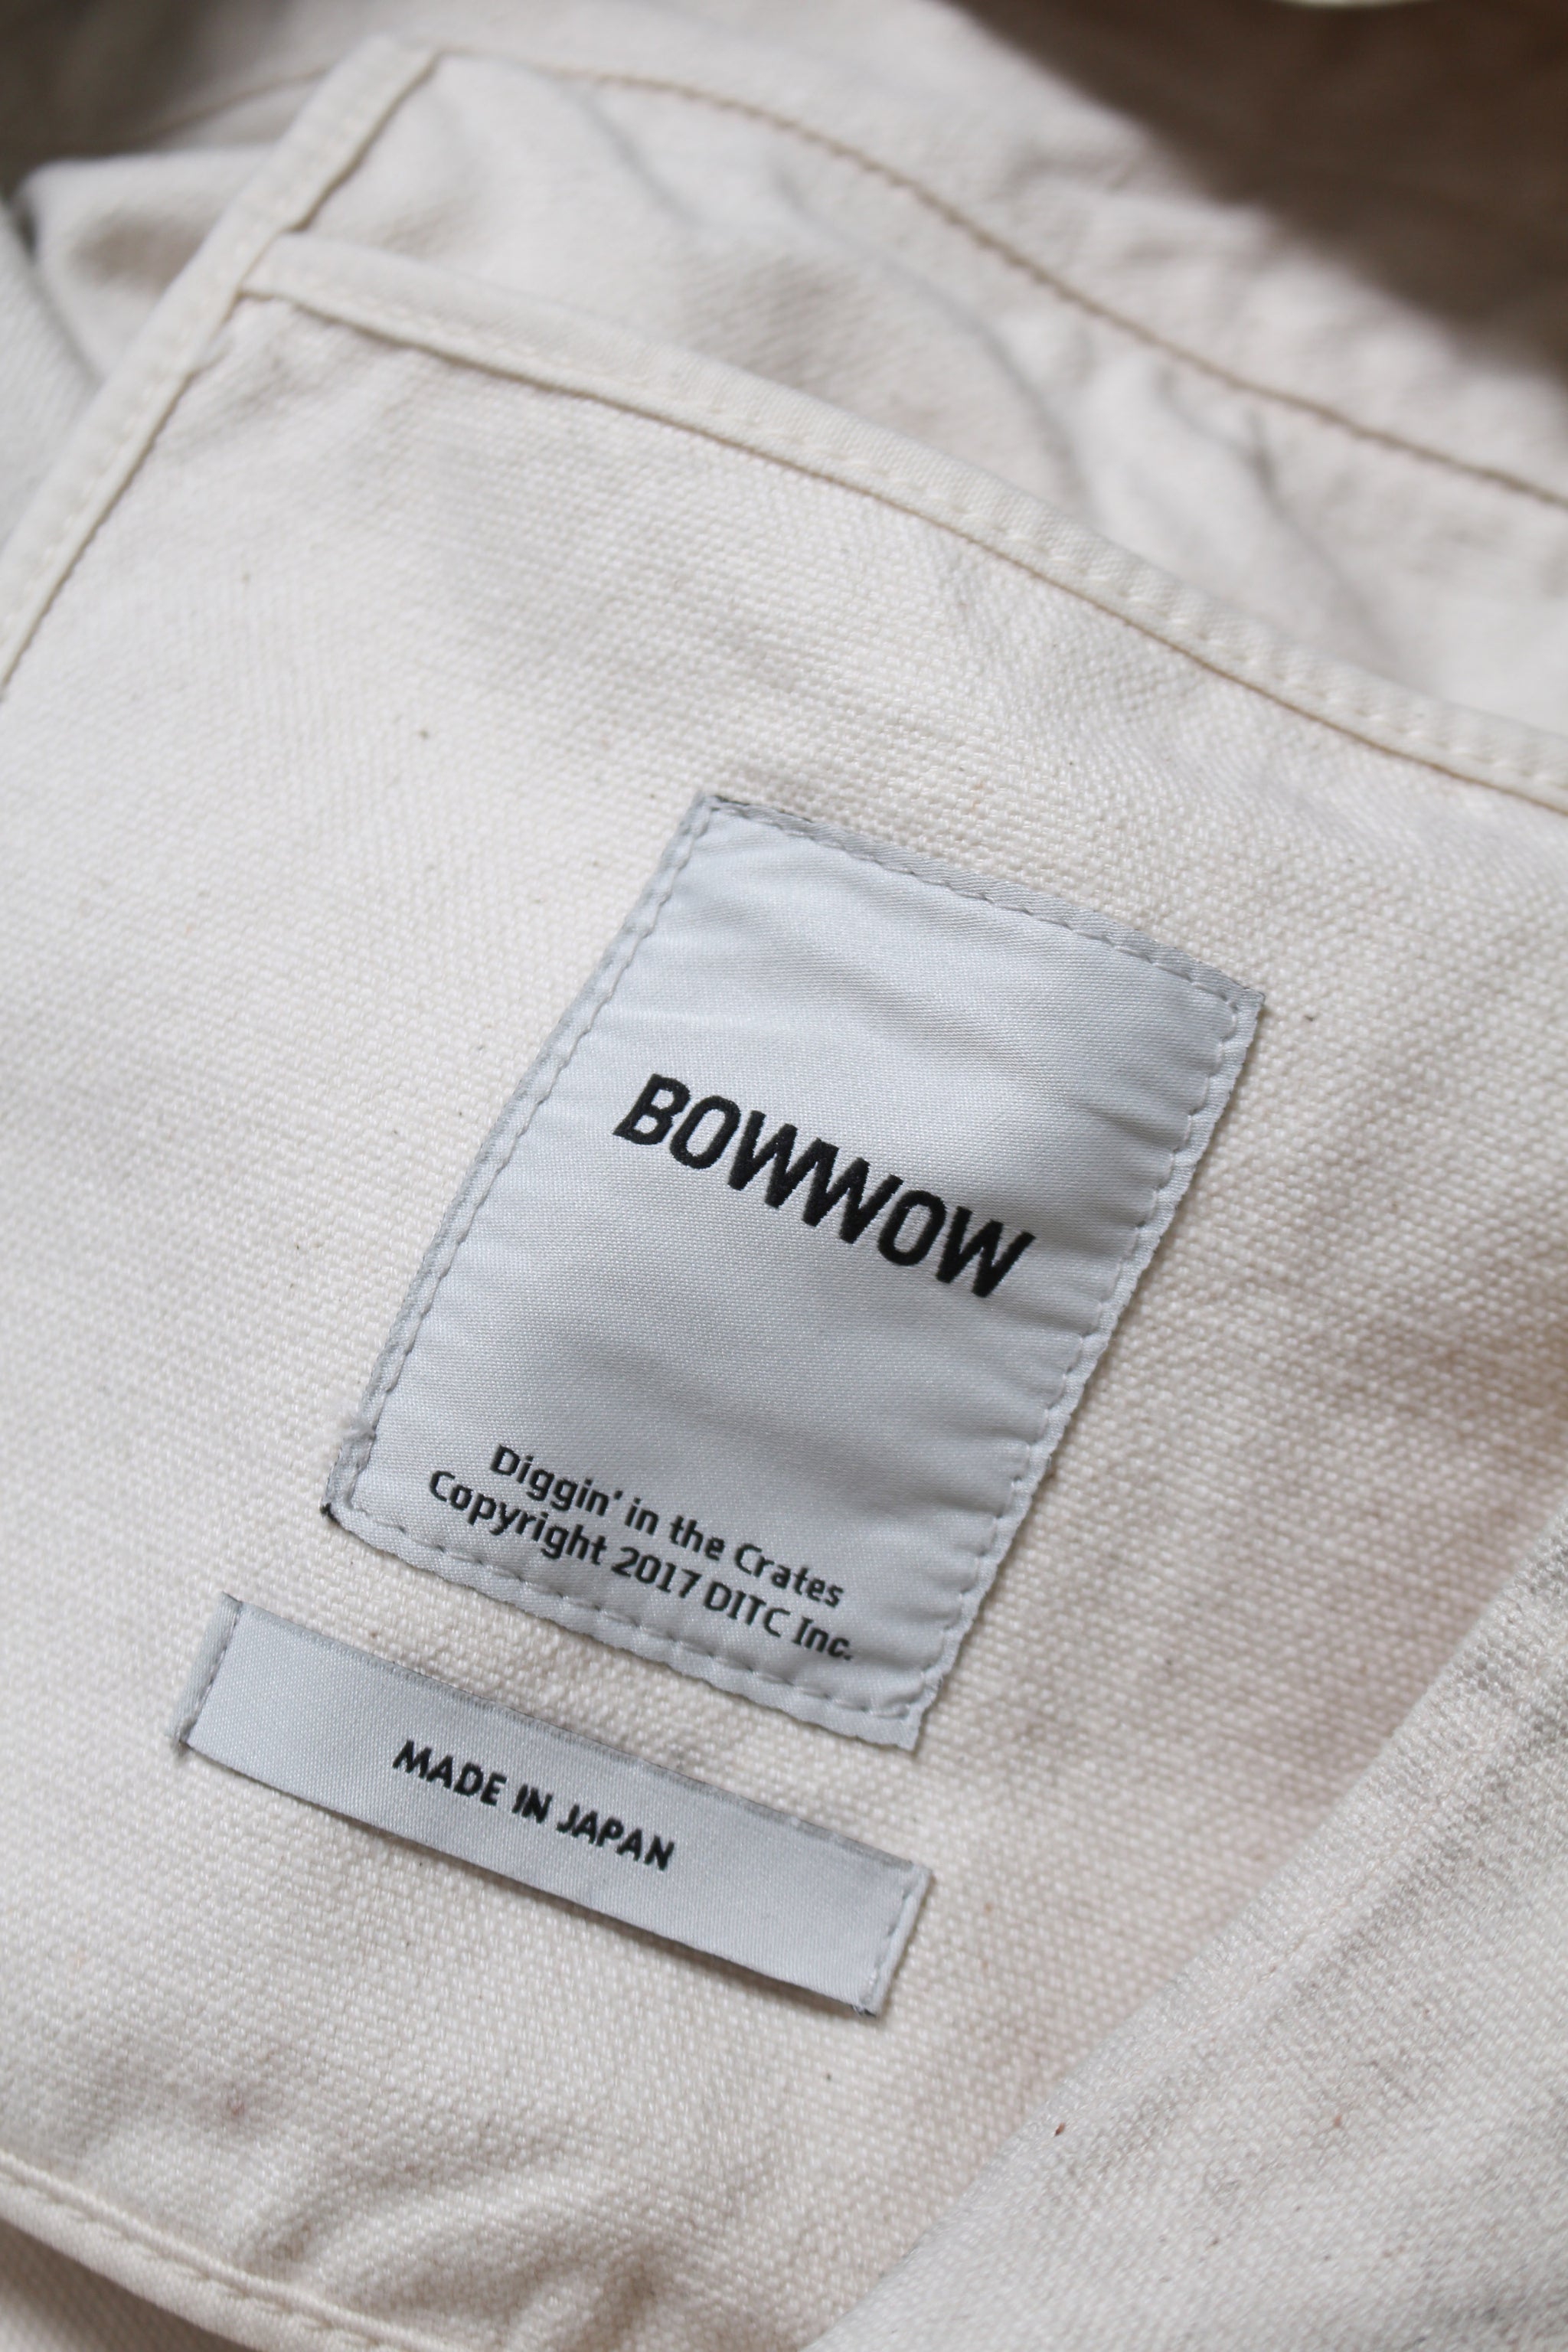 BOWWOW
Diggin' in the Crates
Copyright 2017 DITC Inc.
MADE IN JAPAN